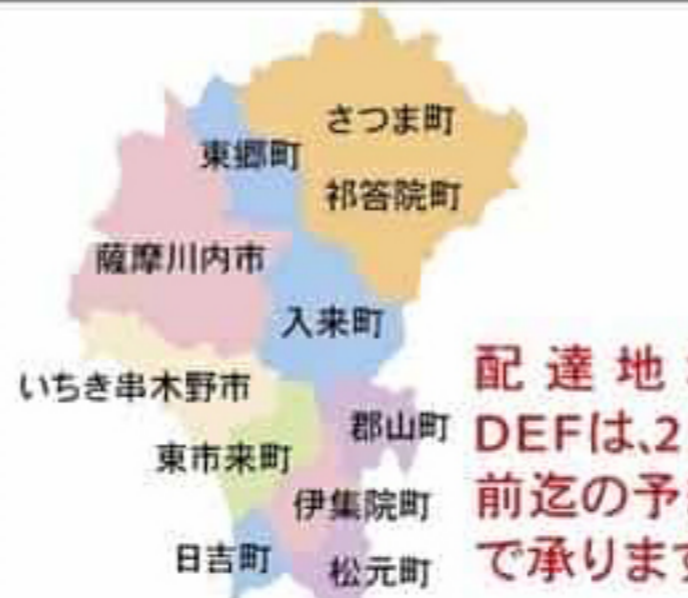 さつま町
東郷町
祁答院町
薩摩川内市
入来町
いちき串木野市
郡山町
東市来町
伊集院町
日吉町
松元町
配達地
DEFは、2
前迄の予
で承ります